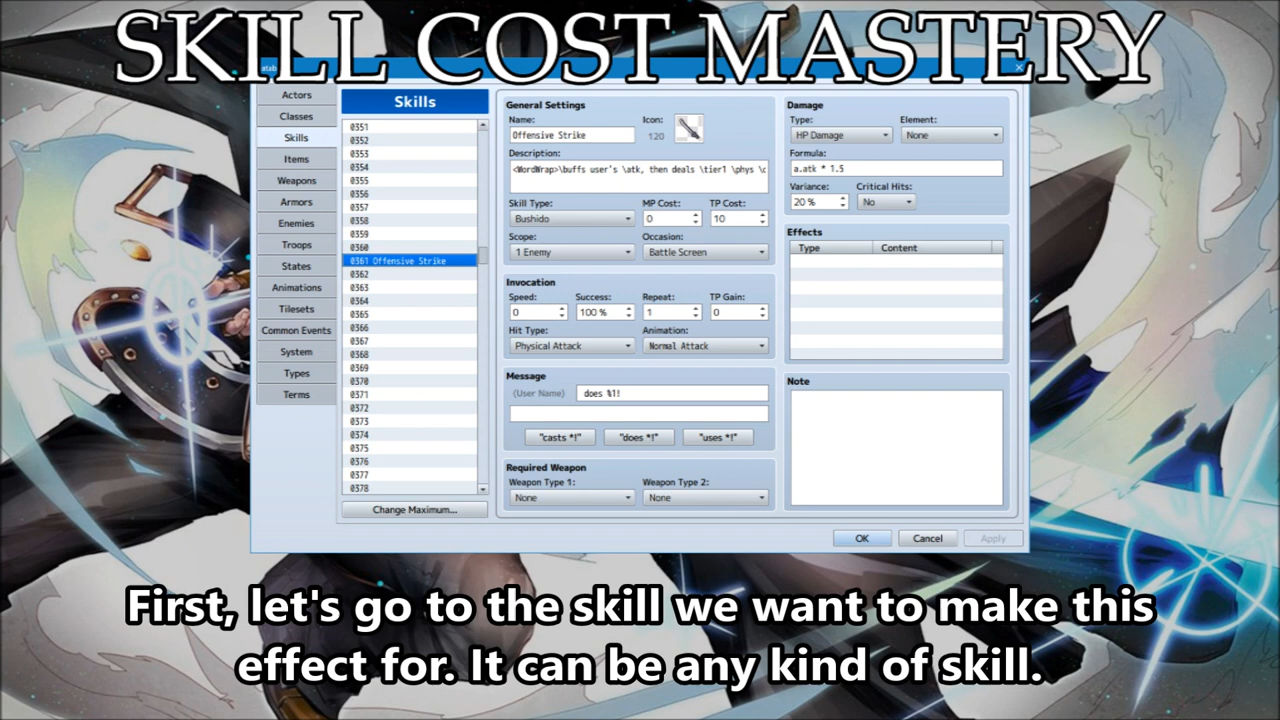 SKILL COST MASTERY
Actors
Classes
Skills
Items
Weapons
Armors
Enemies
Troops
States
Animations
Tilesets
Common Events
System
Types
Terms
Skills
0351
0352
0353
0354
0355
0356
0357
0358
0359
0360
0361 Offensive Strike
0362
0363
0364
0365
0366
0367
0368
0369
0370
0371
0372
0373
0374
0375
0376
0377
0378
Change Maximum...
General Settings
Name: Icon:
Offensive Strike 120
Description:
<WordWrap>\buffs user's \atk, then deals \tier1 \phys \
Skill Type: MP Cost: TP Cost:
Bushido 0 10
Scope: Occasion:
1 Enemy Battle Screen
Invocation
Speed: Success: Repeat: TP Gain:
0 100 % 1 0
Hit Type: Animation:
Physical Attack Normal Attack
Message
(User Name) does %1!
"casts *!" "does *!" "uses *!"
Required Weapon
Weapon Type 1: Weapon Type 2:
None None
Damage
Type: Element:
HP Damage None
Formula:
a.atk * 1.5
Variance: Critical Hits:
20 % No
Effects
Type Content
Note
OK Cancel Apply
First, let's go to the skill we want to make this
effect for. It can be any kind of skill.